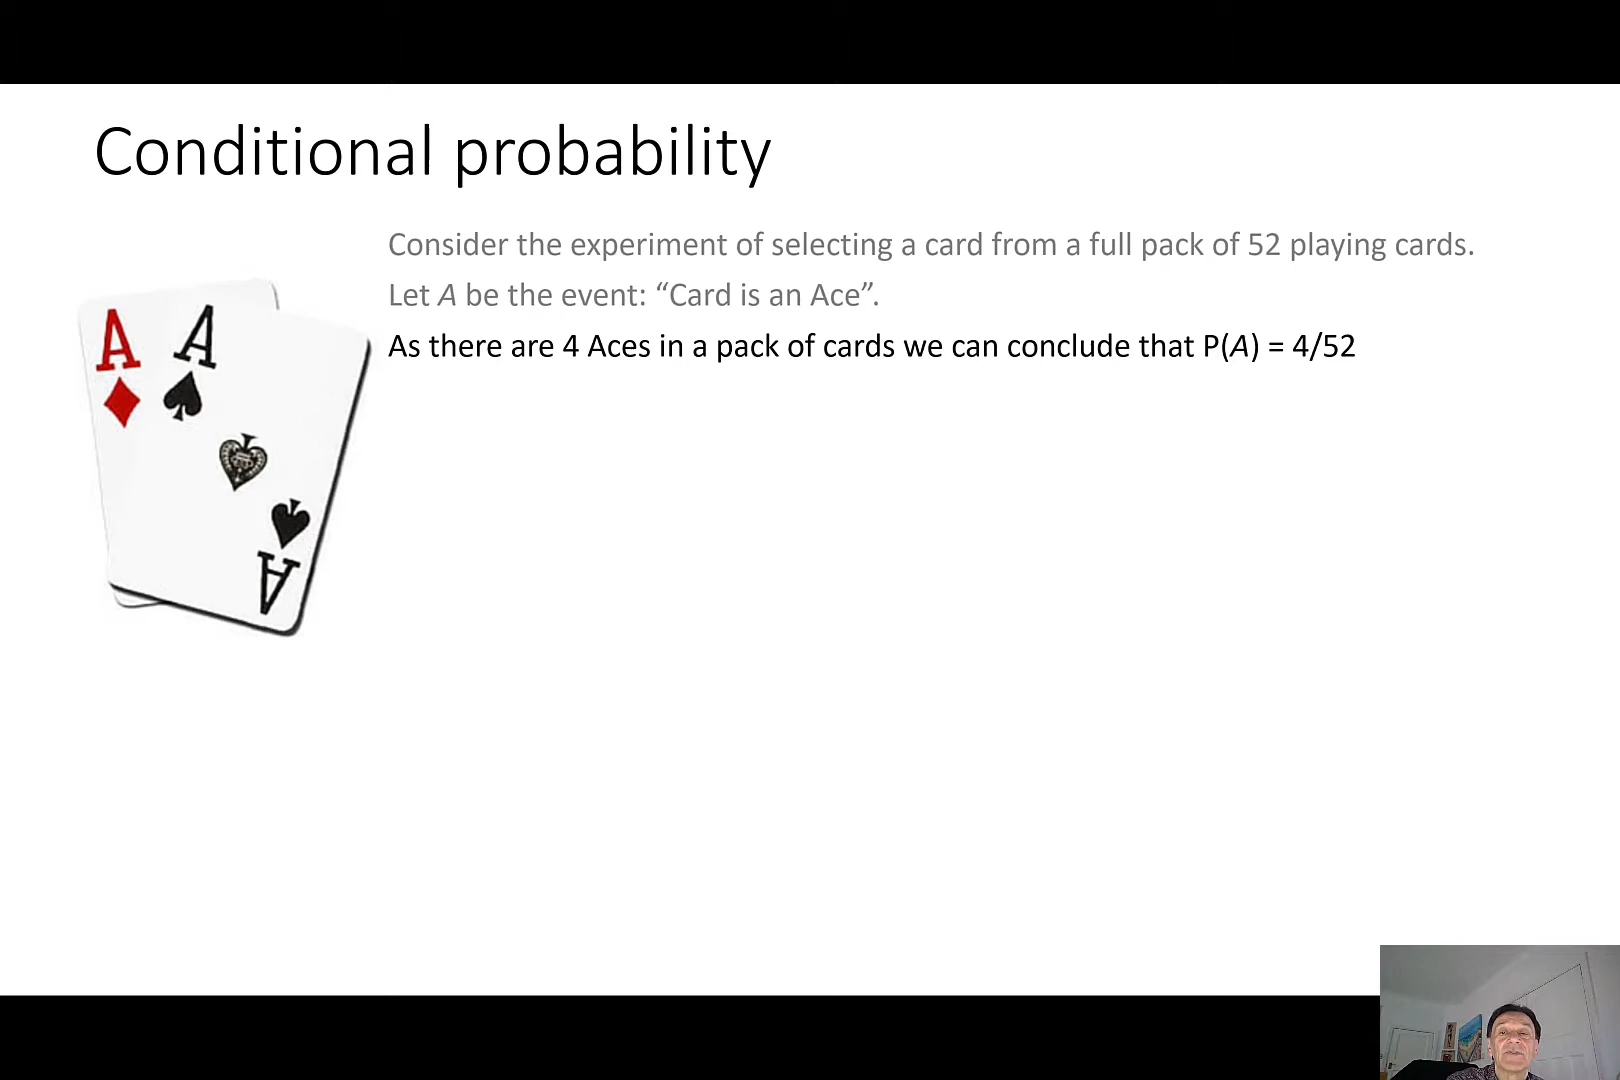 Conditional probability
Consider the experiment of selecting a card from a full pack of 52 playing cards.
Let A be the event: “Card is an Ace”.
As there are 4 Aces in a pack of cards we can conclude that P(A) = 4/52
A A
A